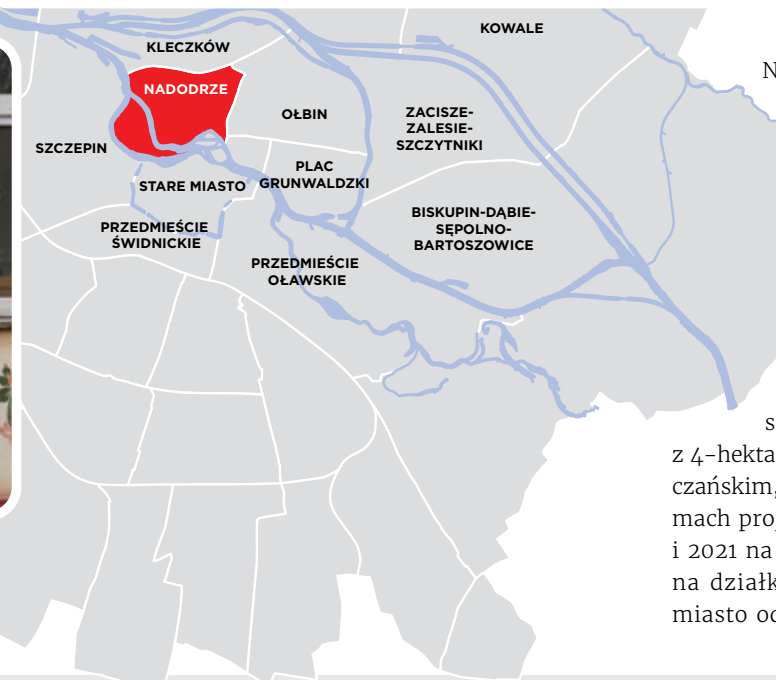 KOWALE
KLECZKÓW
NADODRZE
OŁBIN
ZACISZE-
ZALESIE-
SZCZYTNIKI
SZCZEPIN
PLAC
GRUNWALDZKI
STARE MIASTO
BISKUPIN-DĄBIE-
SĘPOLNO-
BARTOSZOWICE
PRZEDMIEŚCIE
ŚWIDNICKIE
PRZEDMIEŚCIE
OŁAWSKIE
N
s
z 4-hekta
czańskim,
mach pro
i 2021 na
na działk
miasto od